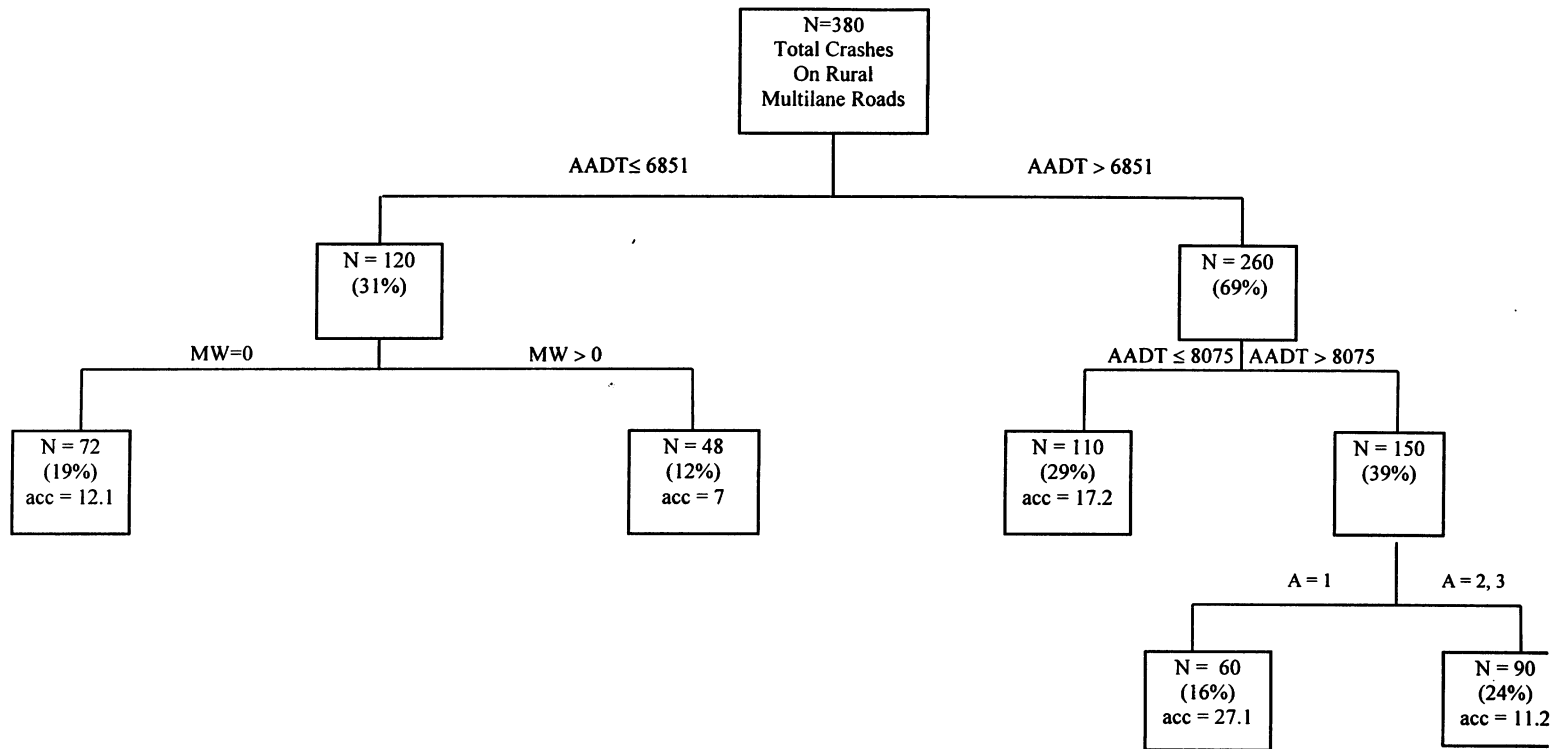 N=380
Total Crashes
On Rural
Multilane Roads
AADT≤ 6851
AADT > 6851
N = 120
(31%)
N = 260
(69%)
MW=0
MW > 0
AADT ≤ 8075
AADT > 8075
N = 72
(19%)
acc = 12.1
N = 48
(12%)
acc = 7
N = 110
(29%)
acc = 17.2
N = 150
(39%)
A = 1
A = 2, 3
N = 60
(16%)
acc = 27.1
N = 90
(24%)
acc = 11.2